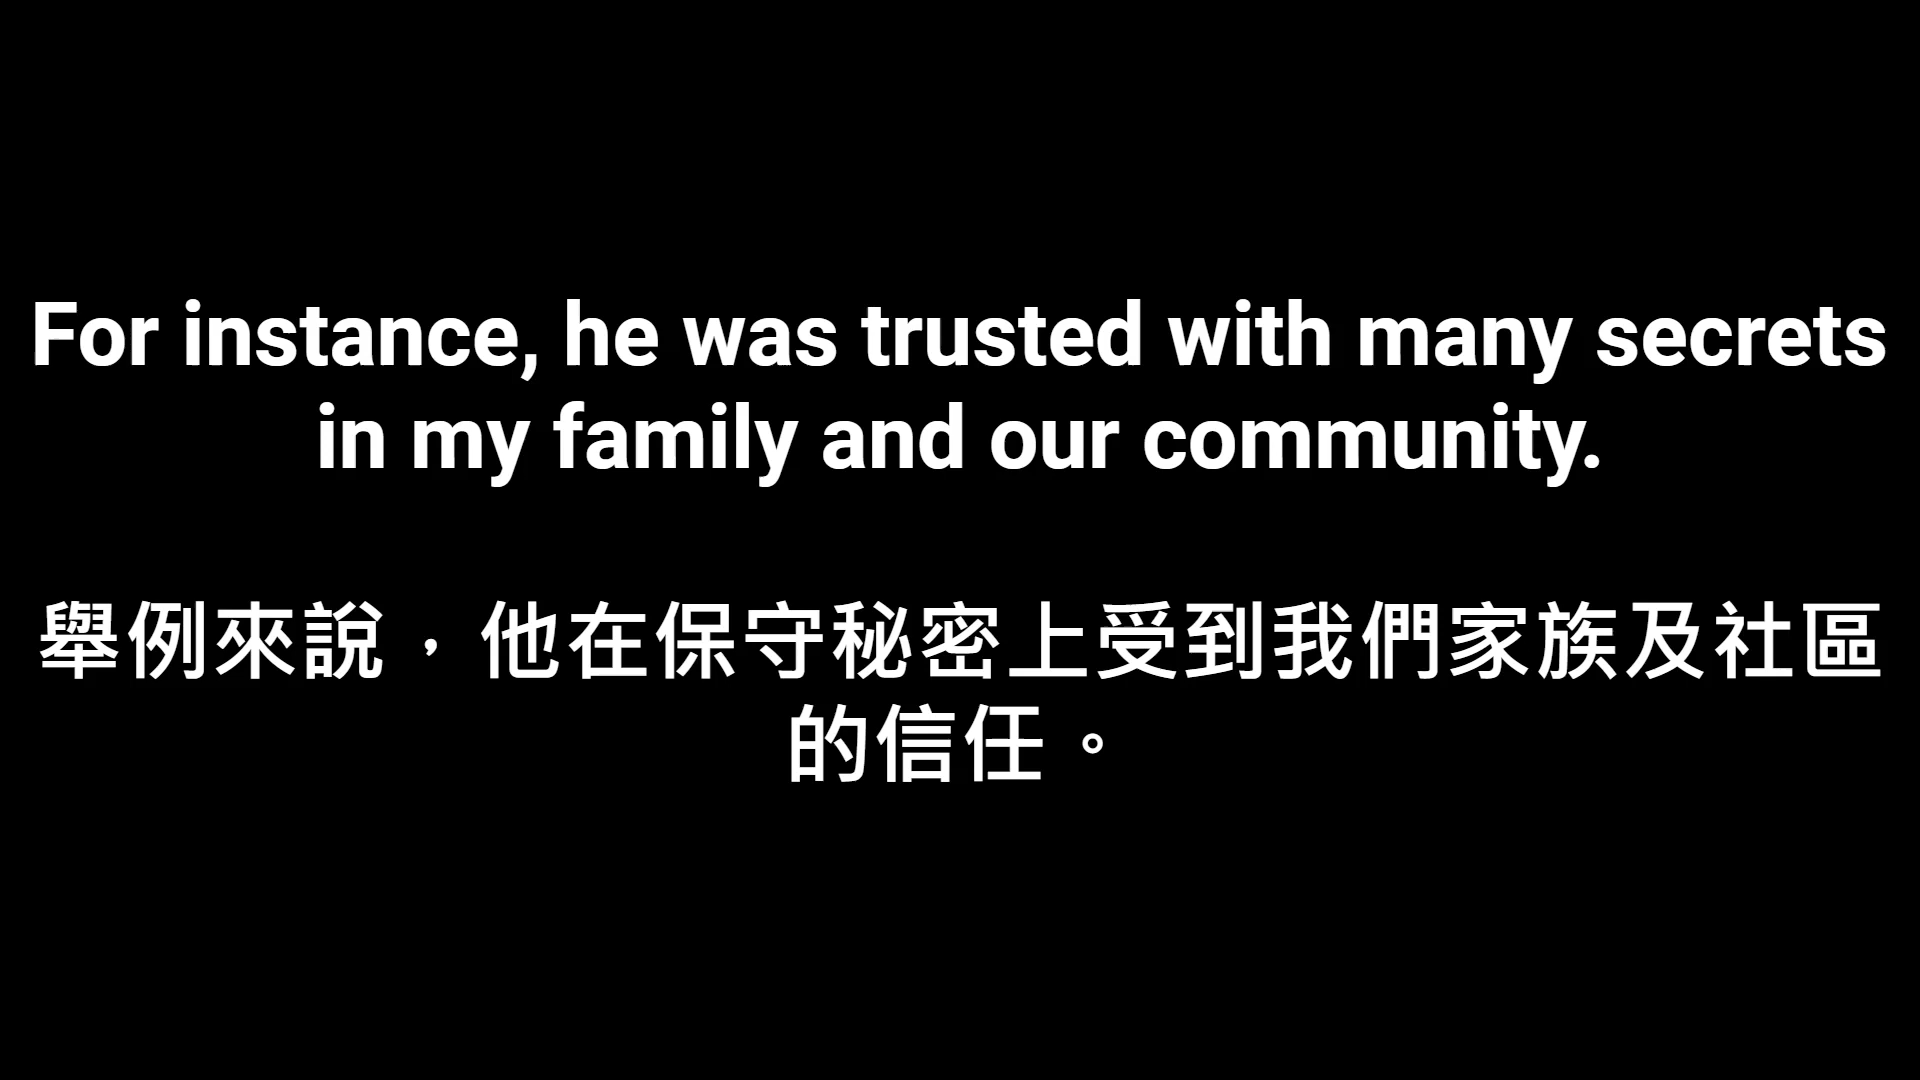 For instance, he was trusted with many secrets
in my family and our community.
舉例來說，他在保守秘密上受到我們家族及社區
的信任。